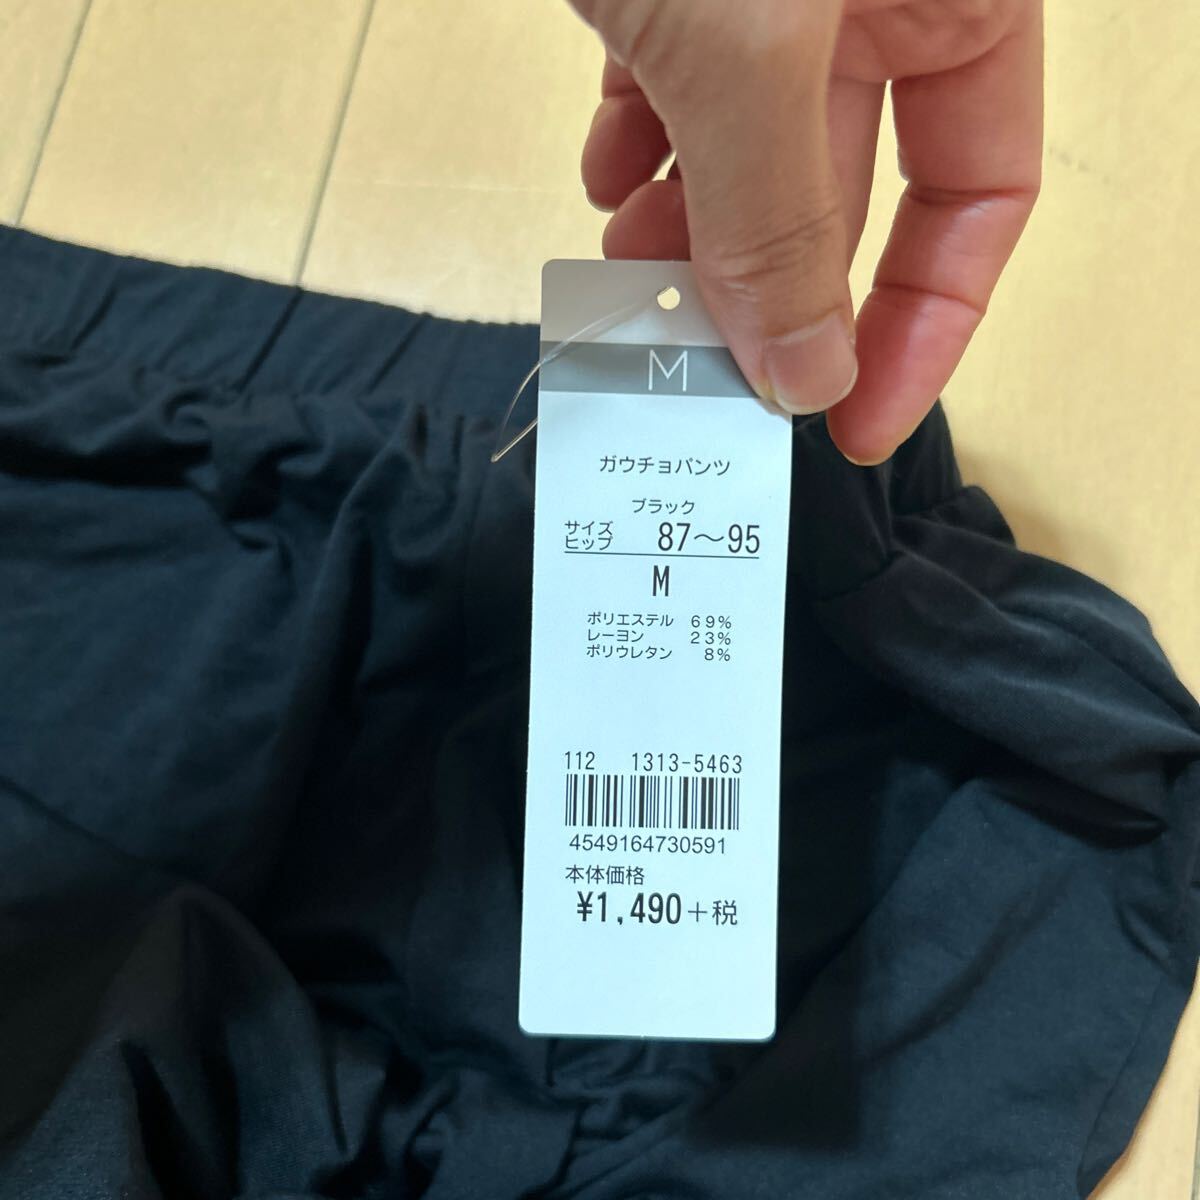 M
ガウチョパンツ
ブラック
サイズ
ヒップ 87〜95
M
ポリエステル 69%
レーヨン 23%
ポリウレタン 8%
112 1313-5463
4549164730591
本体価格
¥1,490+税